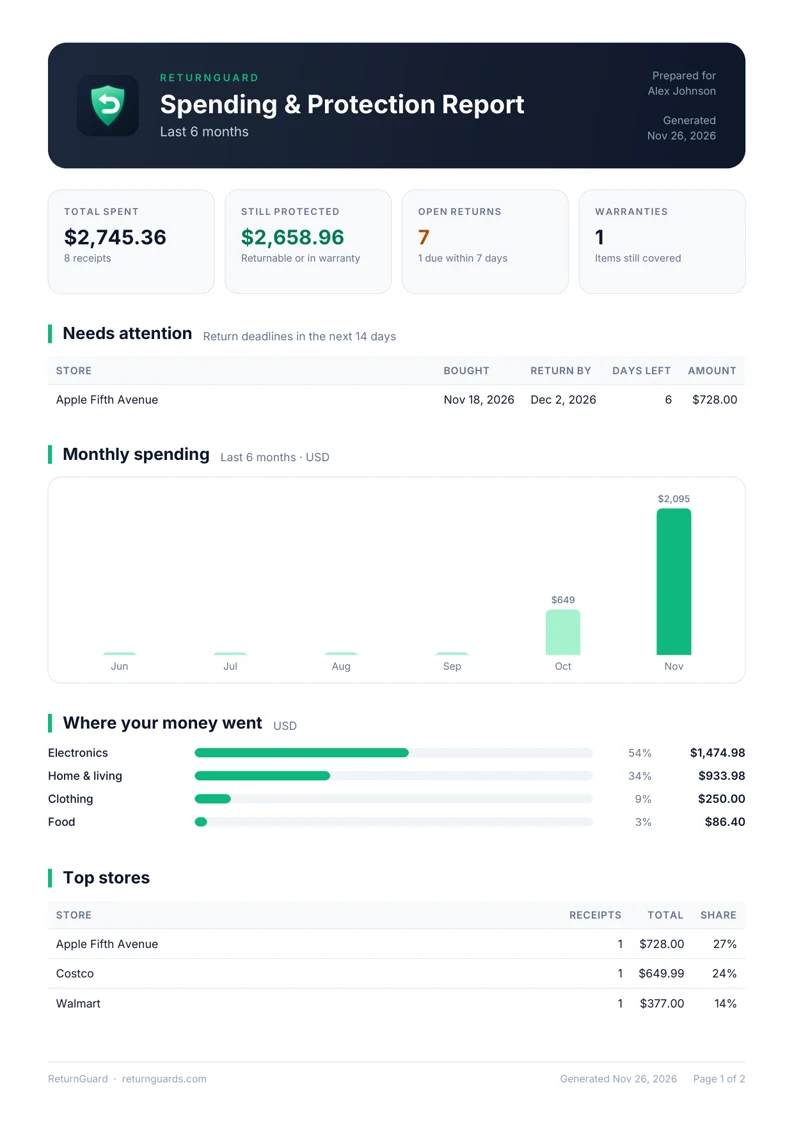 RETURNGUARD
Spending & Protection Report
Last 6 months
Prepared for
Alex Johnson
Generated
Nov 26, 2026
TOTAL SPENT
$2,745.36
8 receipts
STILL PROTECTED
$2,658.96
Returnable or in warranty
OPEN RETURNS
7
1 due within 7 days
WARRANTIES
1
Items still covered
Needs attention Return deadlines in the next 14 days
STORE BOUGHT RETURN BY DAYS LEFT AMOUNT
Apple Fifth Avenue Nov 18, 2026 Dec 2, 2026 6 $728.00
Monthly spending Last 6 months · USD
$2,095
$649
Jun Jul Aug Sep Oct Nov
Where your money went USD
Electronics 54% $1,474.98
Home & living 34% $933.98
Clothing 9% $250.00
Food 3% $86.40
Top stores
STORE RECEIPTS TOTAL SHARE
Apple Fifth Avenue 1 $728.00 27%
Costco 1 $649.99 24%
Walmart 1 $377.00 14%
ReturnGuard · returnguards.com Generated Nov 26, 2026 Page 1 of 2